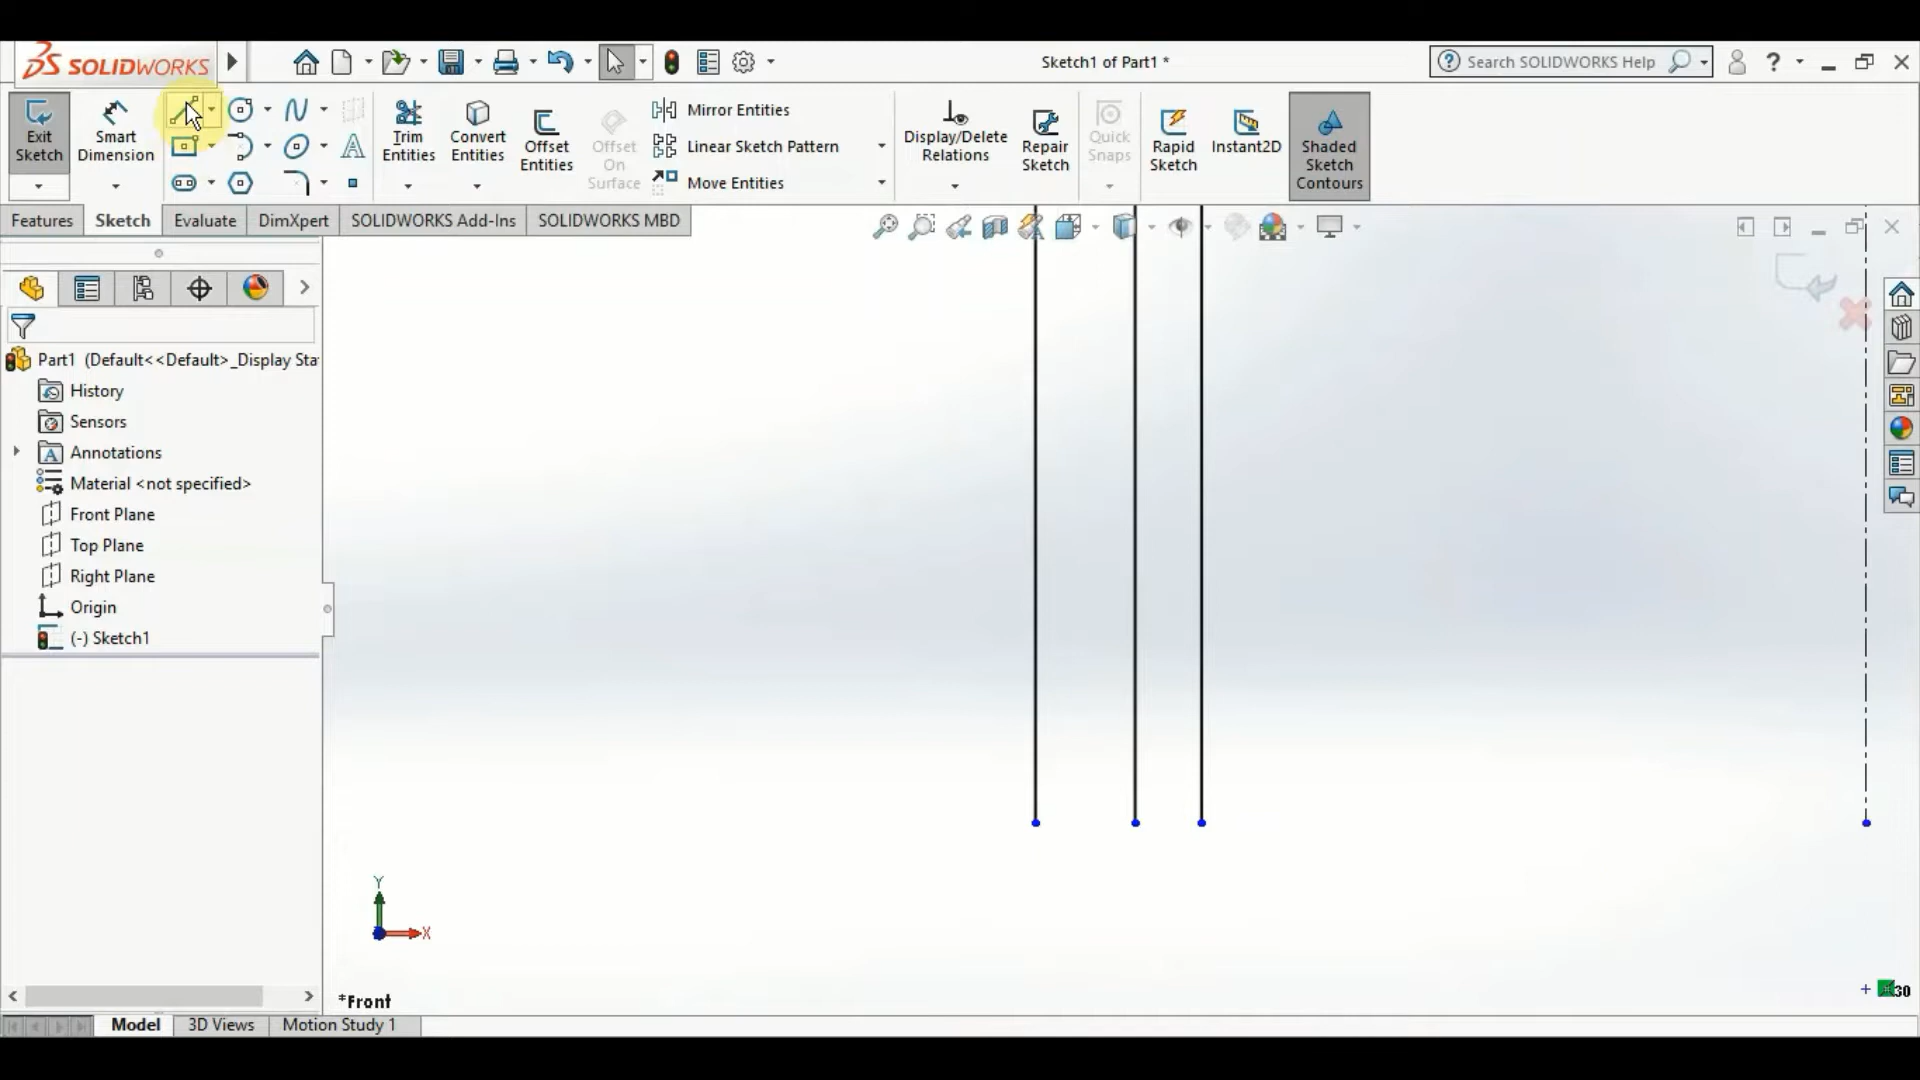 SOLIDWORKS
Sketch1 of Part1 *
Search SOLIDWORKS Help
?
Exit Sketch
Smart Dimension
Trim Entities
Convert Entities
Offset Entities
Offset On Surface
Mirror Entities
Linear Sketch Pattern
Move Entities
Display/Delete Relations
Repair Sketch
Quick Snaps
Rapid Sketch
Instant2D
Shaded Sketch Contours
Features
Sketch
Evaluate
DimXpert
SOLIDWORKS Add-Ins
SOLIDWORKS MBD
Part1 (Default<<Default>_Display Sta
History
Sensors
Annotations
Material <not specified>
Front Plane
Top Plane
Right Plane
Origin
(-) Sketch1
Y
X
*Front
30
Model
3D Views
Motion Study 1